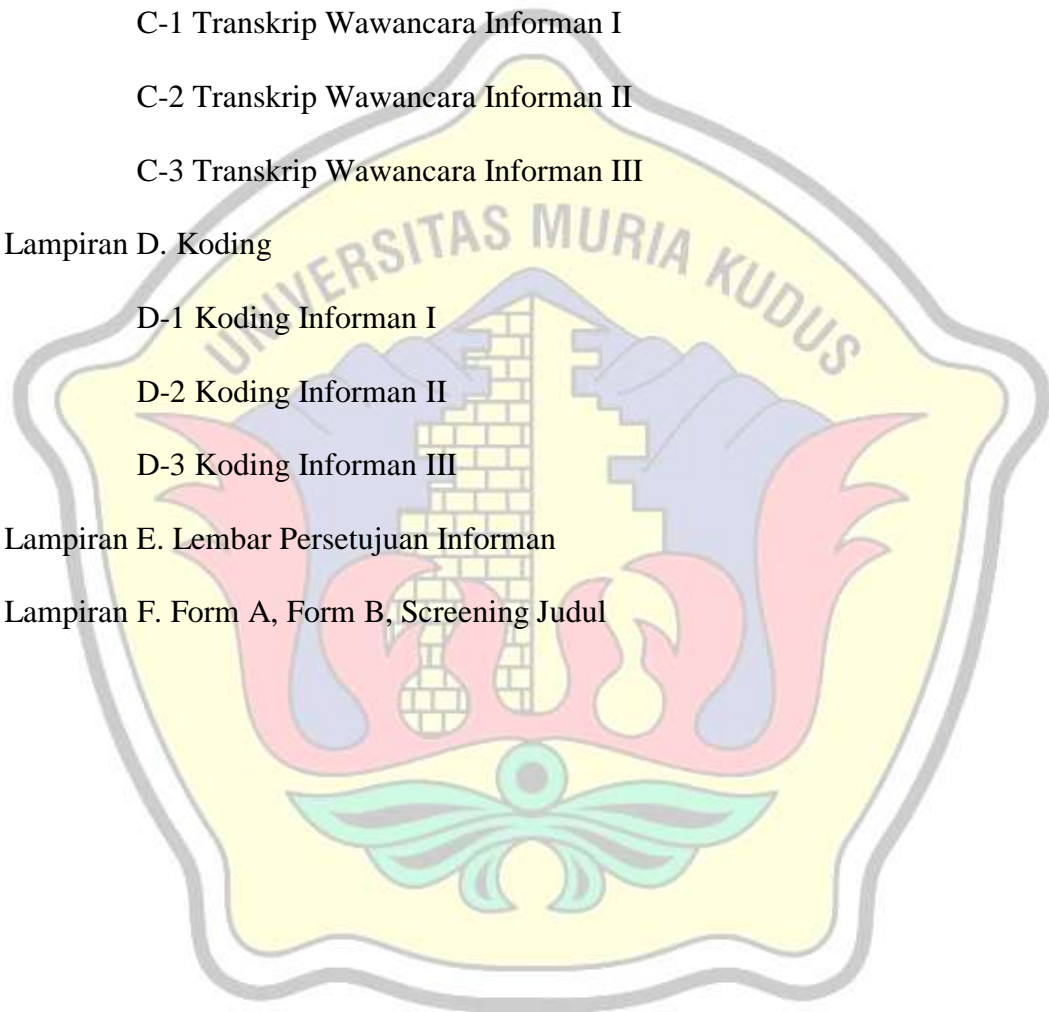 C-1 Transkrip Wawancara Informan I
C-2 Transkrip Wawancara Informan II
C-3 Transkrip Wawancara Informan III
Lampiran D. Koding
UNIVERSITAS MURIA KUDUS
D-1 Koding Informan I
D-2 Koding Informan II
D-3 Koding Informan III
Lampiran E. Lembar Persetujuan Informan
Lampiran F. Form A, Form B, Screening Judul